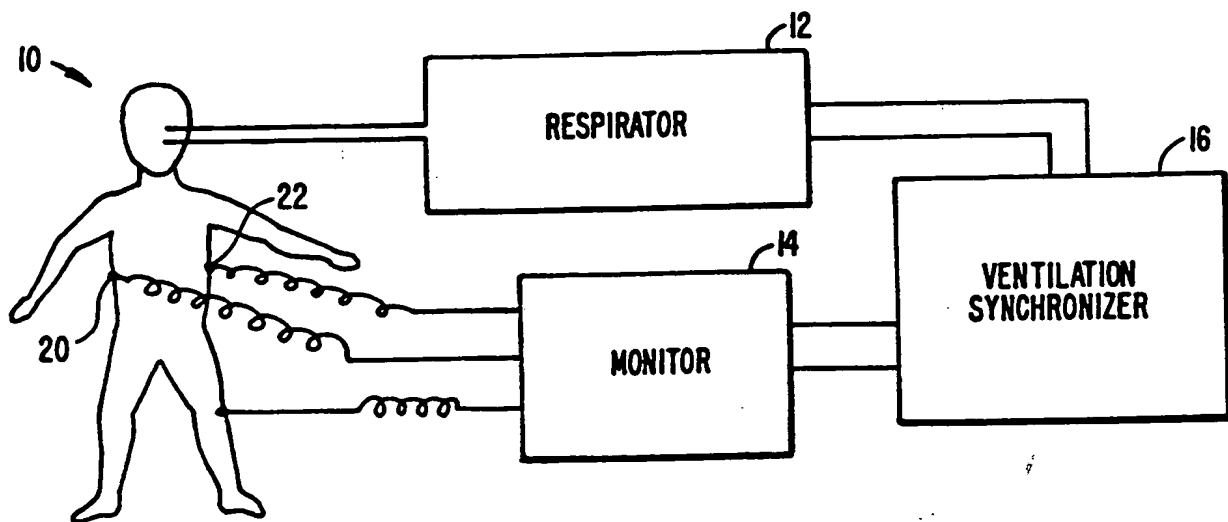 10
12
RESPIRATOR
16
22
14
VENTILATION
SYNCHRONIZER
20
MONITOR